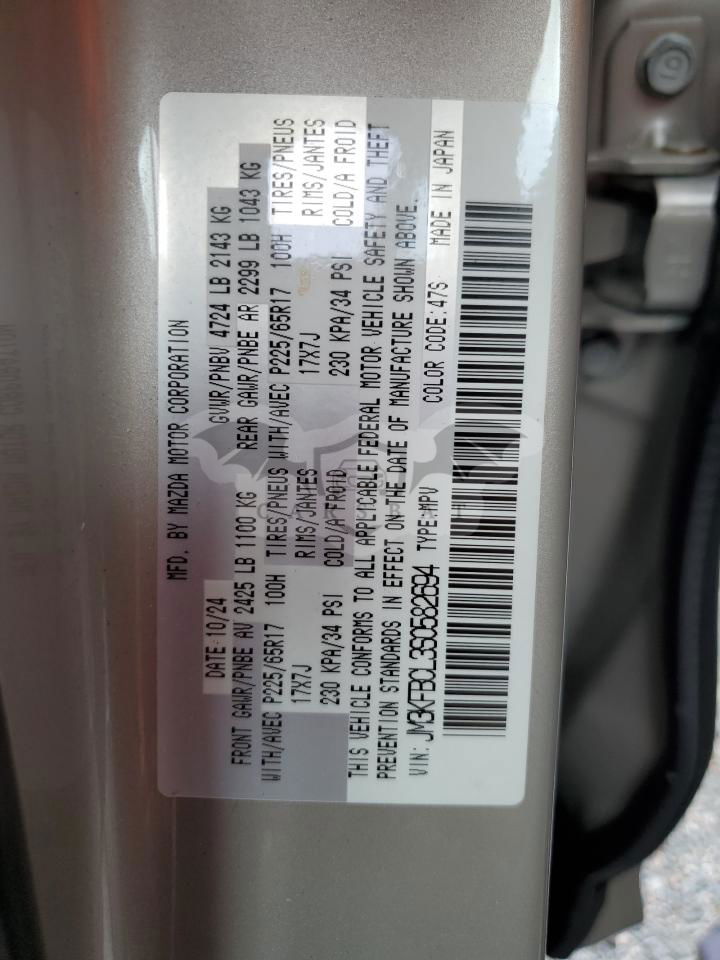 MFD. BY MAZDA MOTOR CORPORATION
DATE:10/24 GVWR/PNBV 4724 LB 2143 KG
FRONT GAWR/PNBE AV 2425 LB 1100 KG REAR GAWR/PNBE AR 2299 LB 1043 KG
WITH/AVEC P225/65R17 100H TIRES/PNEUS WITH/AVEC P225/65R17 100H TIRES/PNEUS
17X7J RIMS/JANTES 17X7J RIMS/JANTES
230 KPA/34 PSI COLD/A FROID 230 KPA/34 PSI COLD/A FROID
THIS VEHICLE CONFORMS TO ALL APPLICABLE FEDERAL MOTOR VEHICLE SAFETY AND THEFT
PREVENTION STANDARDS IN EFFECT ON THE DATE OF MANUFACTURE SHOWN ABOVE.
VIN: JM3KFBCL3S0582694 TYPE:MPV COLOR CODE:47S MADE IN JAPAN